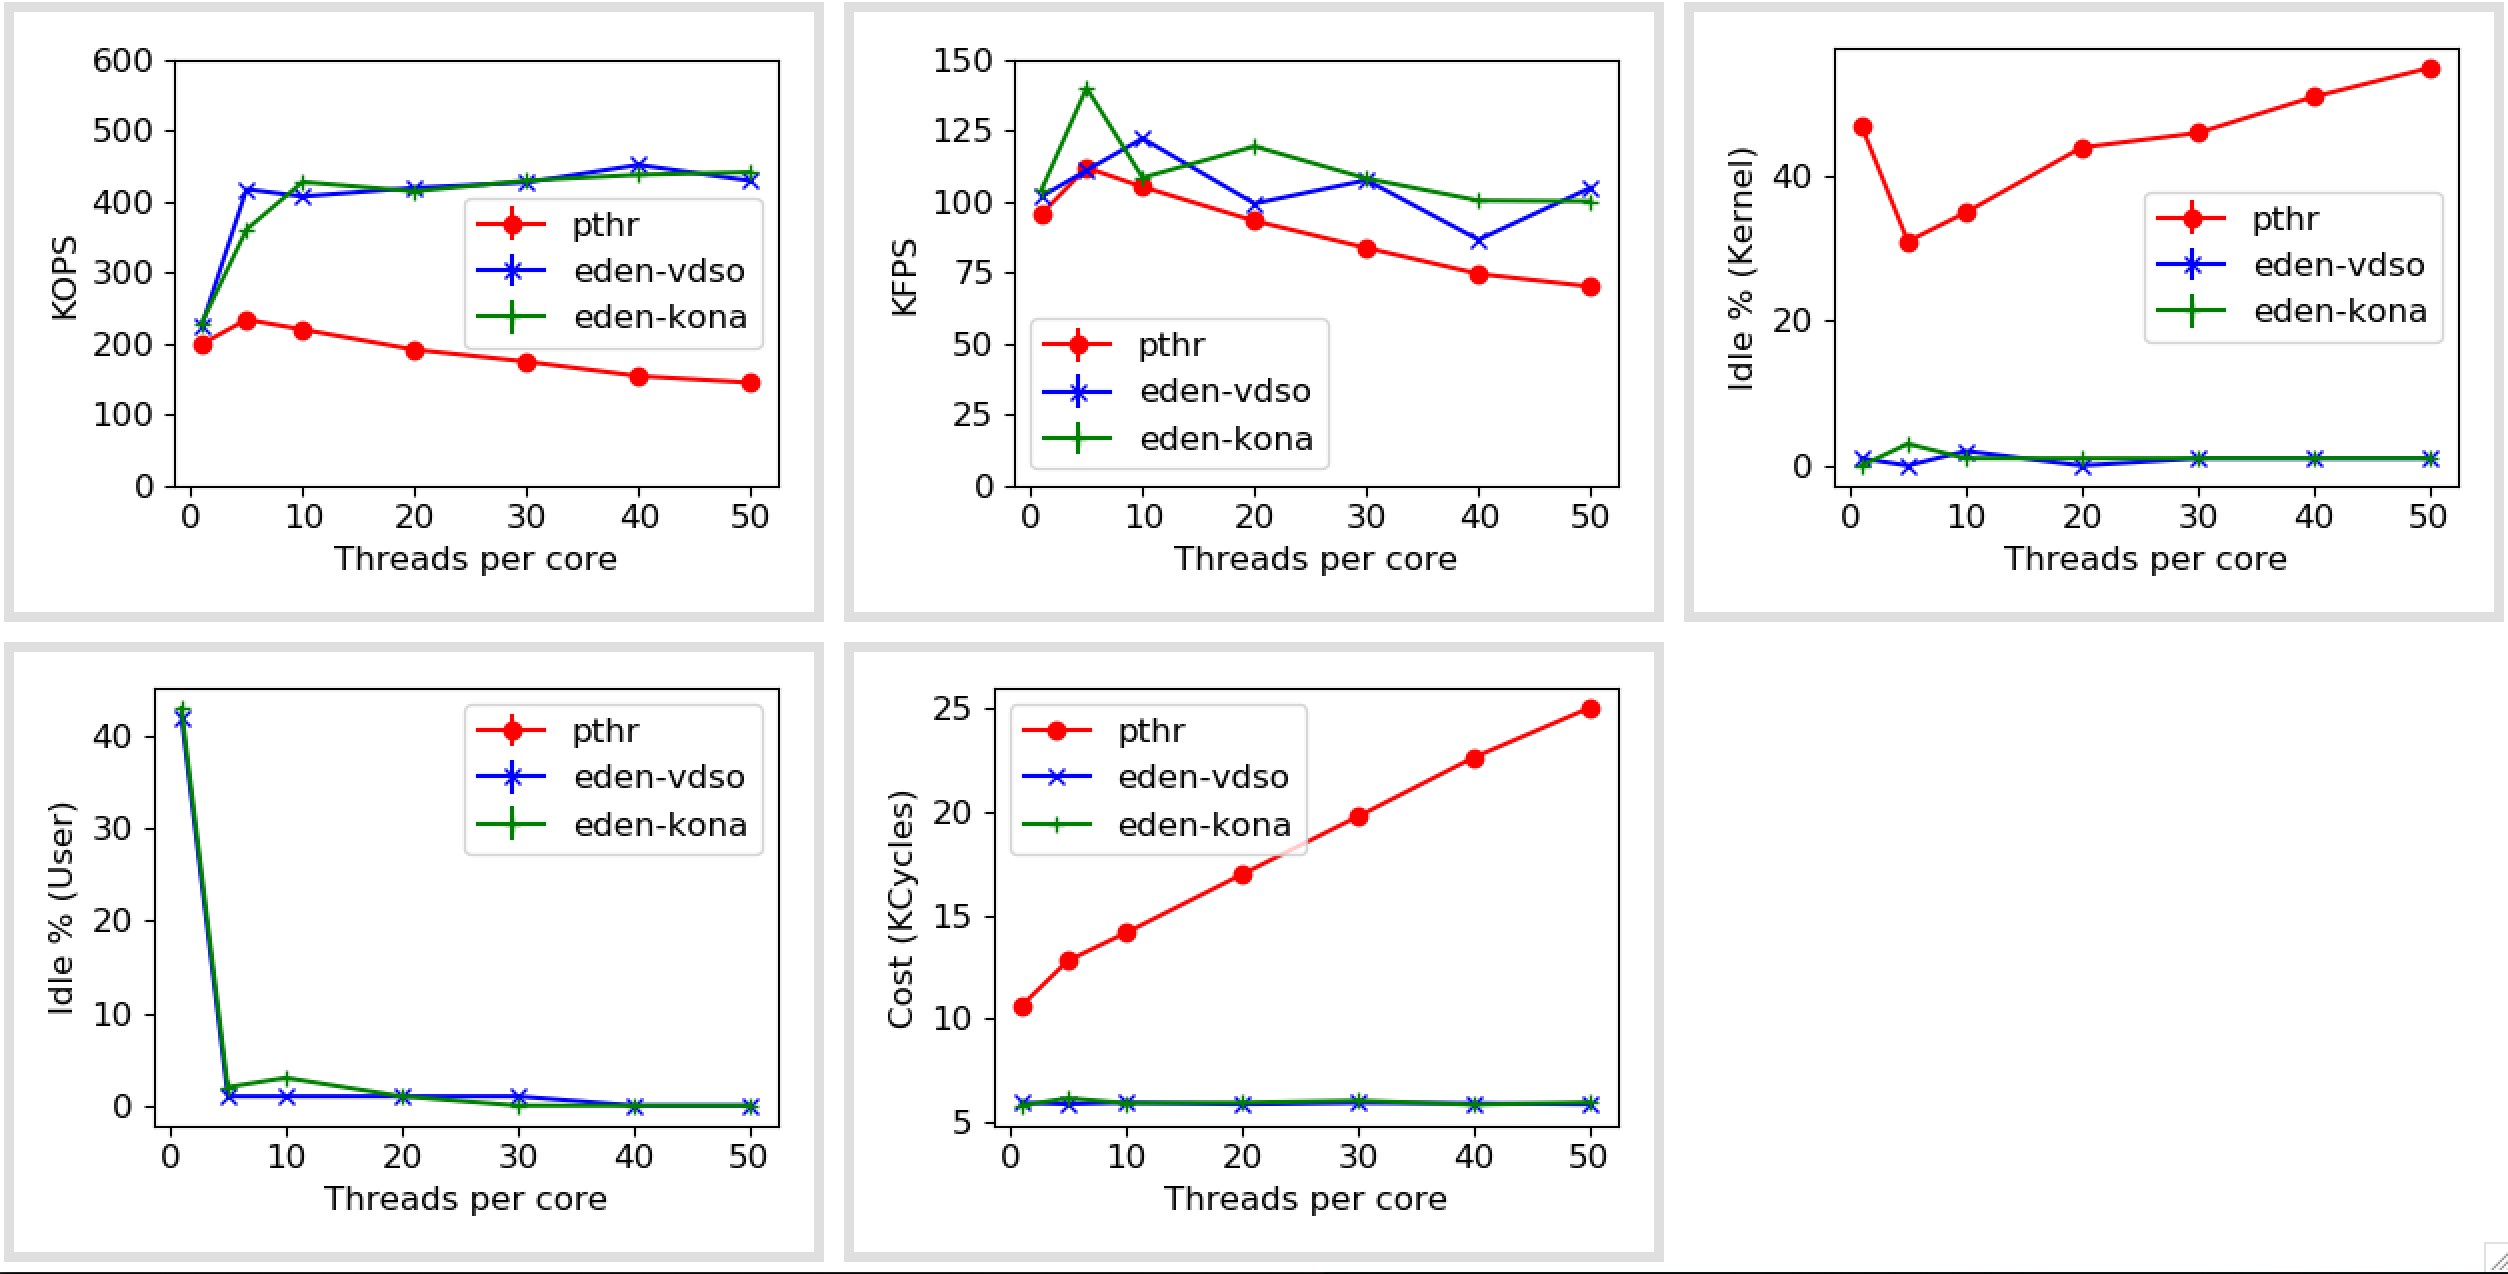 600
500
400
300
200
100
0
KOPS
pthr
eden-vdso
eden-kona
0 10 20 30 40 50
Threads per core
150
125
100
75
50
25
0
KFPS
pthr
eden-vdso
eden-kona
0 10 20 30 40 50
Threads per core
40
20
0
Idle % (Kernel)
pthr
eden-vdso
eden-kona
0 10 20 30 40 50
Threads per core
40
30
20
10
0
Idle % (User)
pthr
eden-vdso
eden-kona
0 10 20 30 40 50
Threads per core
25
20
15
10
5
Cost (KCycles)
pthr
eden-vdso
eden-kona
0 10 20 30 40 50
Threads per core